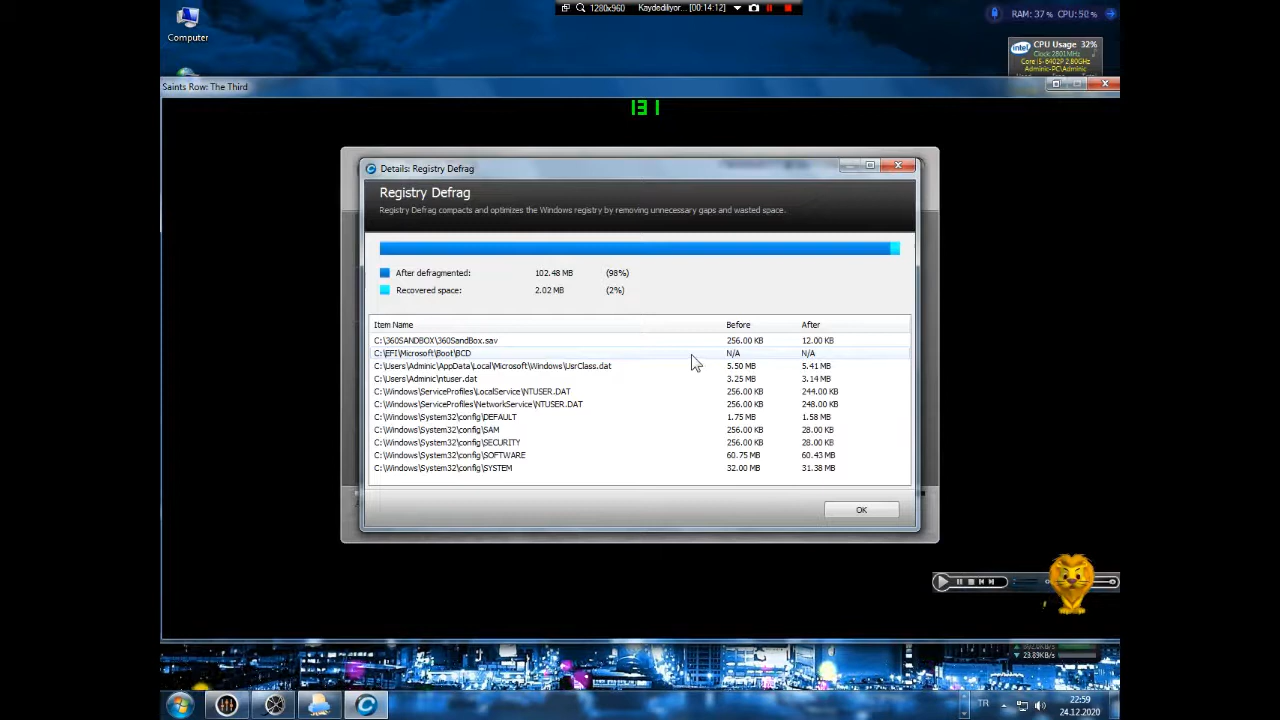 1280x960 Kaydediliyor... [00:14:12]
RAM: 37% CPU: 50%
Computer
CPU Usage 32%
Clock 2801MHz
Core i5-6402P 2.80GHz
Adminic-PC\Adminic
Saints Row: The Third
131
Details: Registry Defrag
Registry Defrag
Registry Defrag compacts and optimizes the Windows registry by removing unnecessary gaps and wasted space.
After defragmented: 102.48 MB (98%)
Recovered space: 2.02 MB (2%)
Item Name Before After
C:\360SANDBOX\360SandBox.sav 256.00 KB 12.00 KB
C:\EFI\Microsoft\Boot\BCD N/A N/A
C:\Users\Adminic\AppData\Local\Microsoft\Windows\UsrClass.dat 5.50 MB 5.41 MB
C:\Users\Adminic\ntuser.dat 3.25 MB 3.14 MB
C:\Windows\ServiceProfiles\LocalService\NTUSER.DAT 256.00 KB 244.00 KB
C:\Windows\ServiceProfiles\NetworkService\NTUSER.DAT 256.00 KB 248.00 KB
C:\Windows\System32\config\DEFAULT 1.75 MB 1.58 MB
C:\Windows\System32\config\SAM 256.00 KB 28.00 KB
C:\Windows\System32\config\SECURITY 256.00 KB 28.00 KB
C:\Windows\System32\config\SOFTWARE 60.75 MB 60.43 MB
C:\Windows\System32\config\SYSTEM 32.00 MB 31.38 MB
OK
23.89KB/s
TR
22:59
24.12.2020